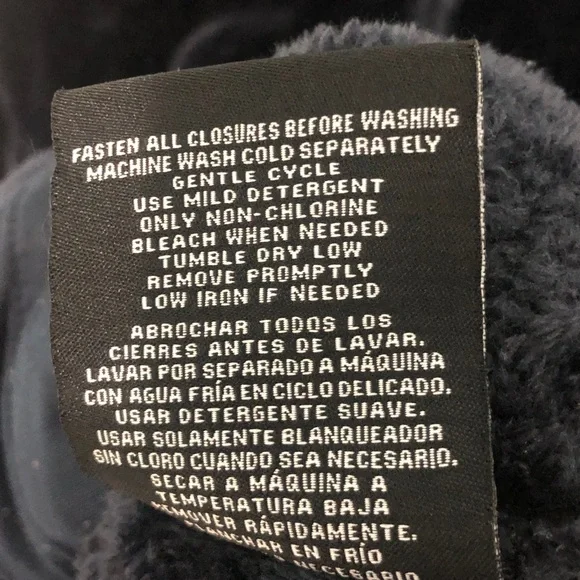 FASTEN ALL CLOSURES BEFORE WASHING
MACHINE WASH COLD SEPARATELY
GENTLE CYCLE
USE MILD DETERGENT
ONLY NON-CHLORINE
BLEACH WHEN NEEDED
TUMBLE DRY LOW
REMOVE PROMPTLY
LOW IRON IF NEEDED
ABROCHAR TODOS LOS
CIERRES ANTES DE LAVAR.
LAVAR POR SEPARADO A MÁQUINA
CON AGUA FRÍA EN CICLO DELICADO.
USAR DETERGENTE SUAVE.
USAR SOLAMENTE BLANQUEADOR
SIN CLORO CUANDO SEA NECESARIO.
SECAR A MÁQUINA A
TEMPERATURA BAJA
REMOVER RÁPIDAMENTE.
PLANCHAR EN FRÍO
NECESARIO